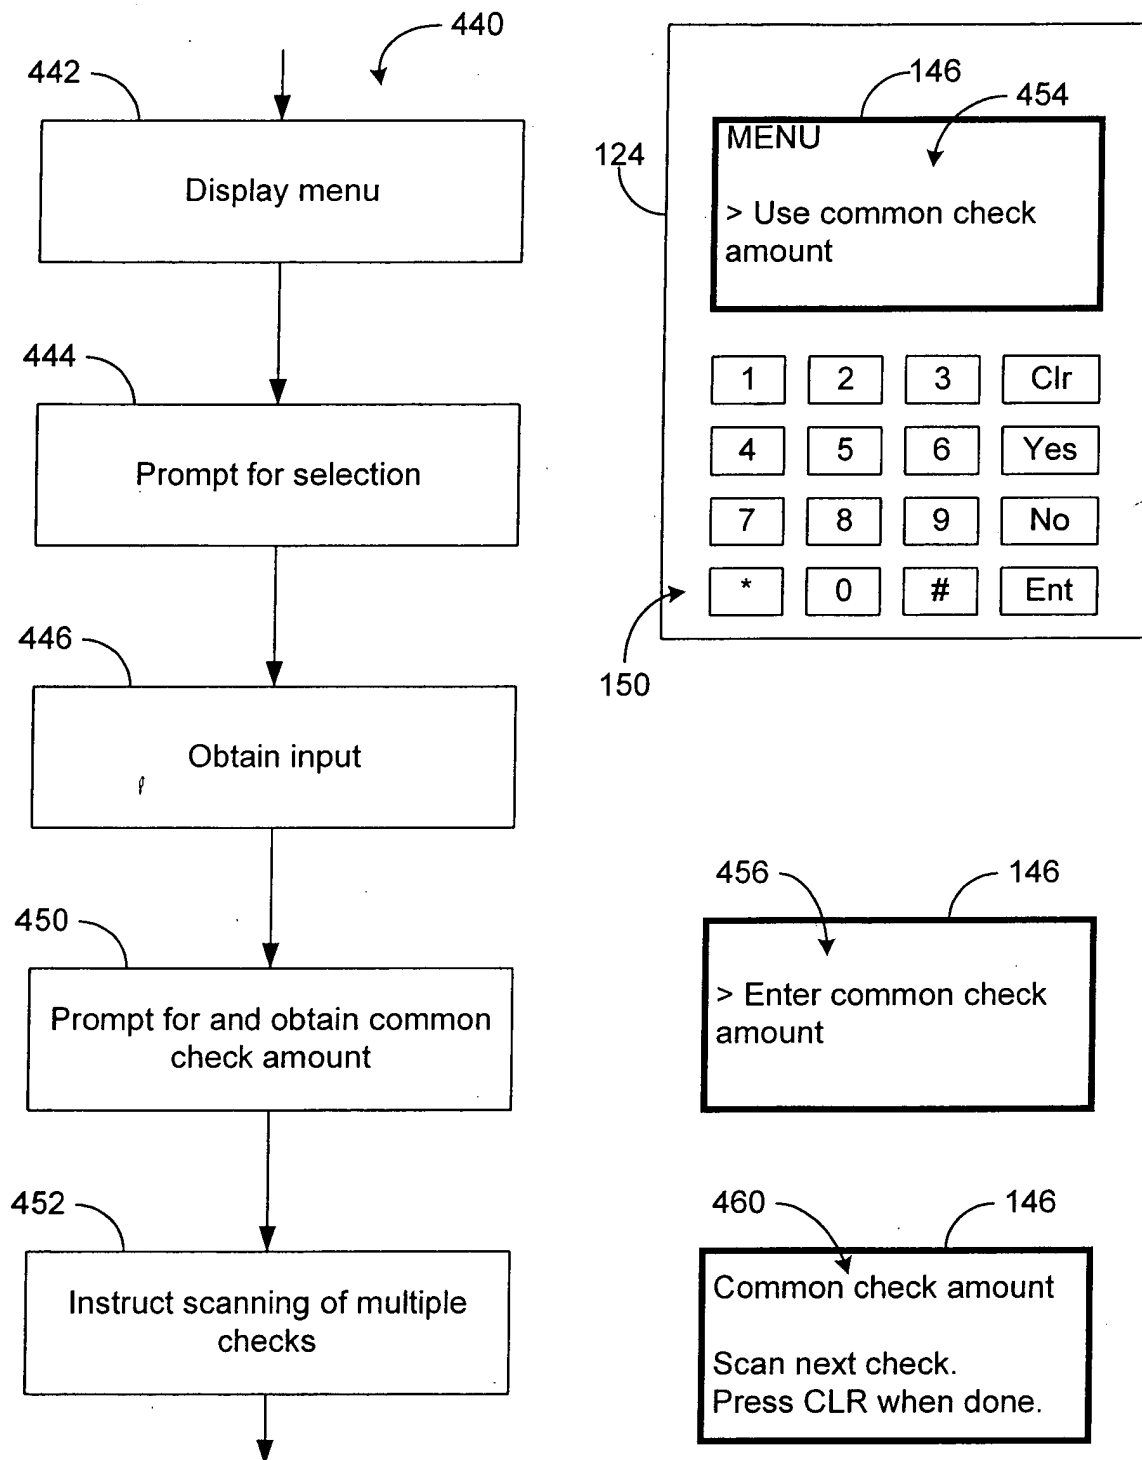 440
442
Display menu
444
Prompt for selection
446
Obtain input
450
Prompt for and obtain common
check amount
452
Instruct scanning of multiple
checks
146
454
124
MENU
> Use common check
amount
1 2 3 Clr
4 5 6 Yes
7 8 9 No
* 0 # Ent
150
456
146
> Enter common check
amount
460
146
Common check amount
Scan next check.
Press CLR when done.